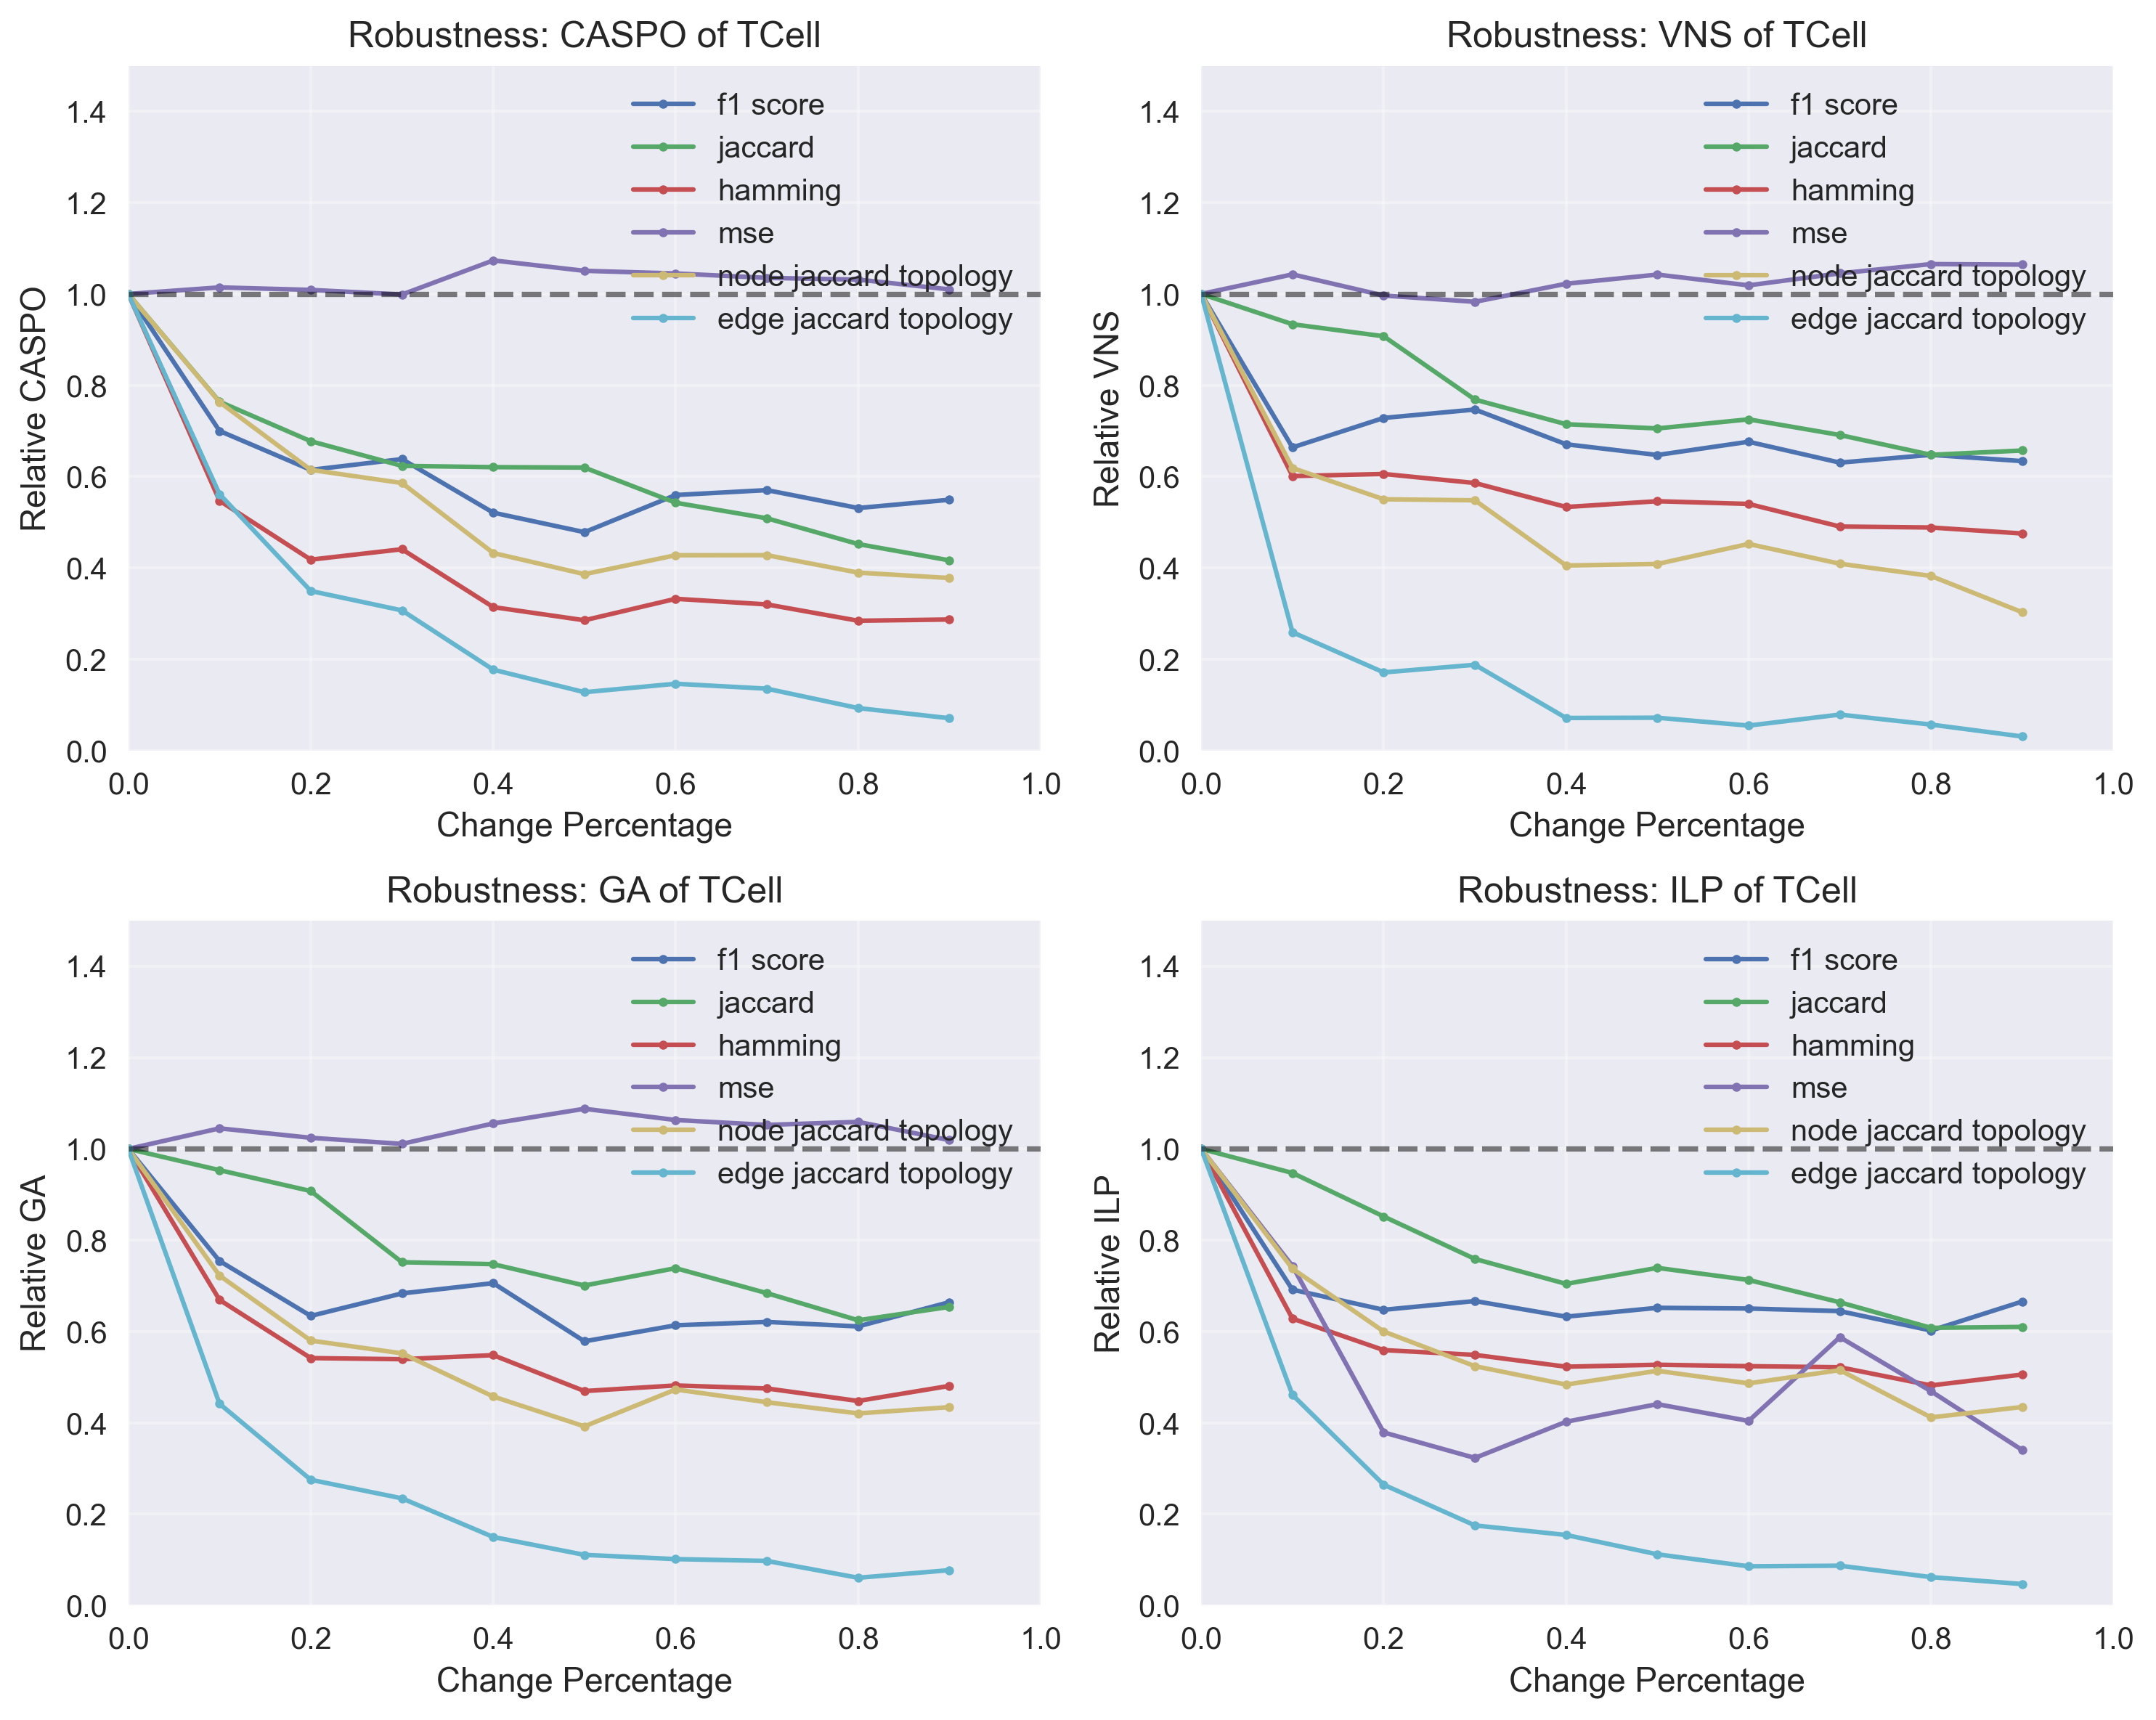 Robustness: CASPO of TCell
Relative CASPO
1.4
1.2
1.0
0.8
0.6
0.4
0.2
0.0
f1 score
jaccard
hamming
mse
node jaccard topology
edge jaccard topology
0.0 0.2 0.4 0.6 0.8 1.0
Change Percentage
Robustness: VNS of TCell
Relative VNS
1.4
1.2
1.0
0.8
0.6
0.4
0.2
0.0
f1 score
jaccard
hamming
mse
node jaccard topology
edge jaccard topology
0.0 0.2 0.4 0.6 0.8 1.0
Change Percentage
Robustness: GA of TCell
Relative GA
1.4
1.2
1.0
0.8
0.6
0.4
0.2
0.0
f1 score
jaccard
hamming
mse
node jaccard topology
edge jaccard topology
0.0 0.2 0.4 0.6 0.8 1.0
Change Percentage
Robustness: ILP of TCell
Relative ILP
1.4
1.2
1.0
0.8
0.6
0.4
0.2
0.0
f1 score
jaccard
hamming
mse
node jaccard topology
edge jaccard topology
0.0 0.2 0.4 0.6 0.8 1.0
Change Percentage